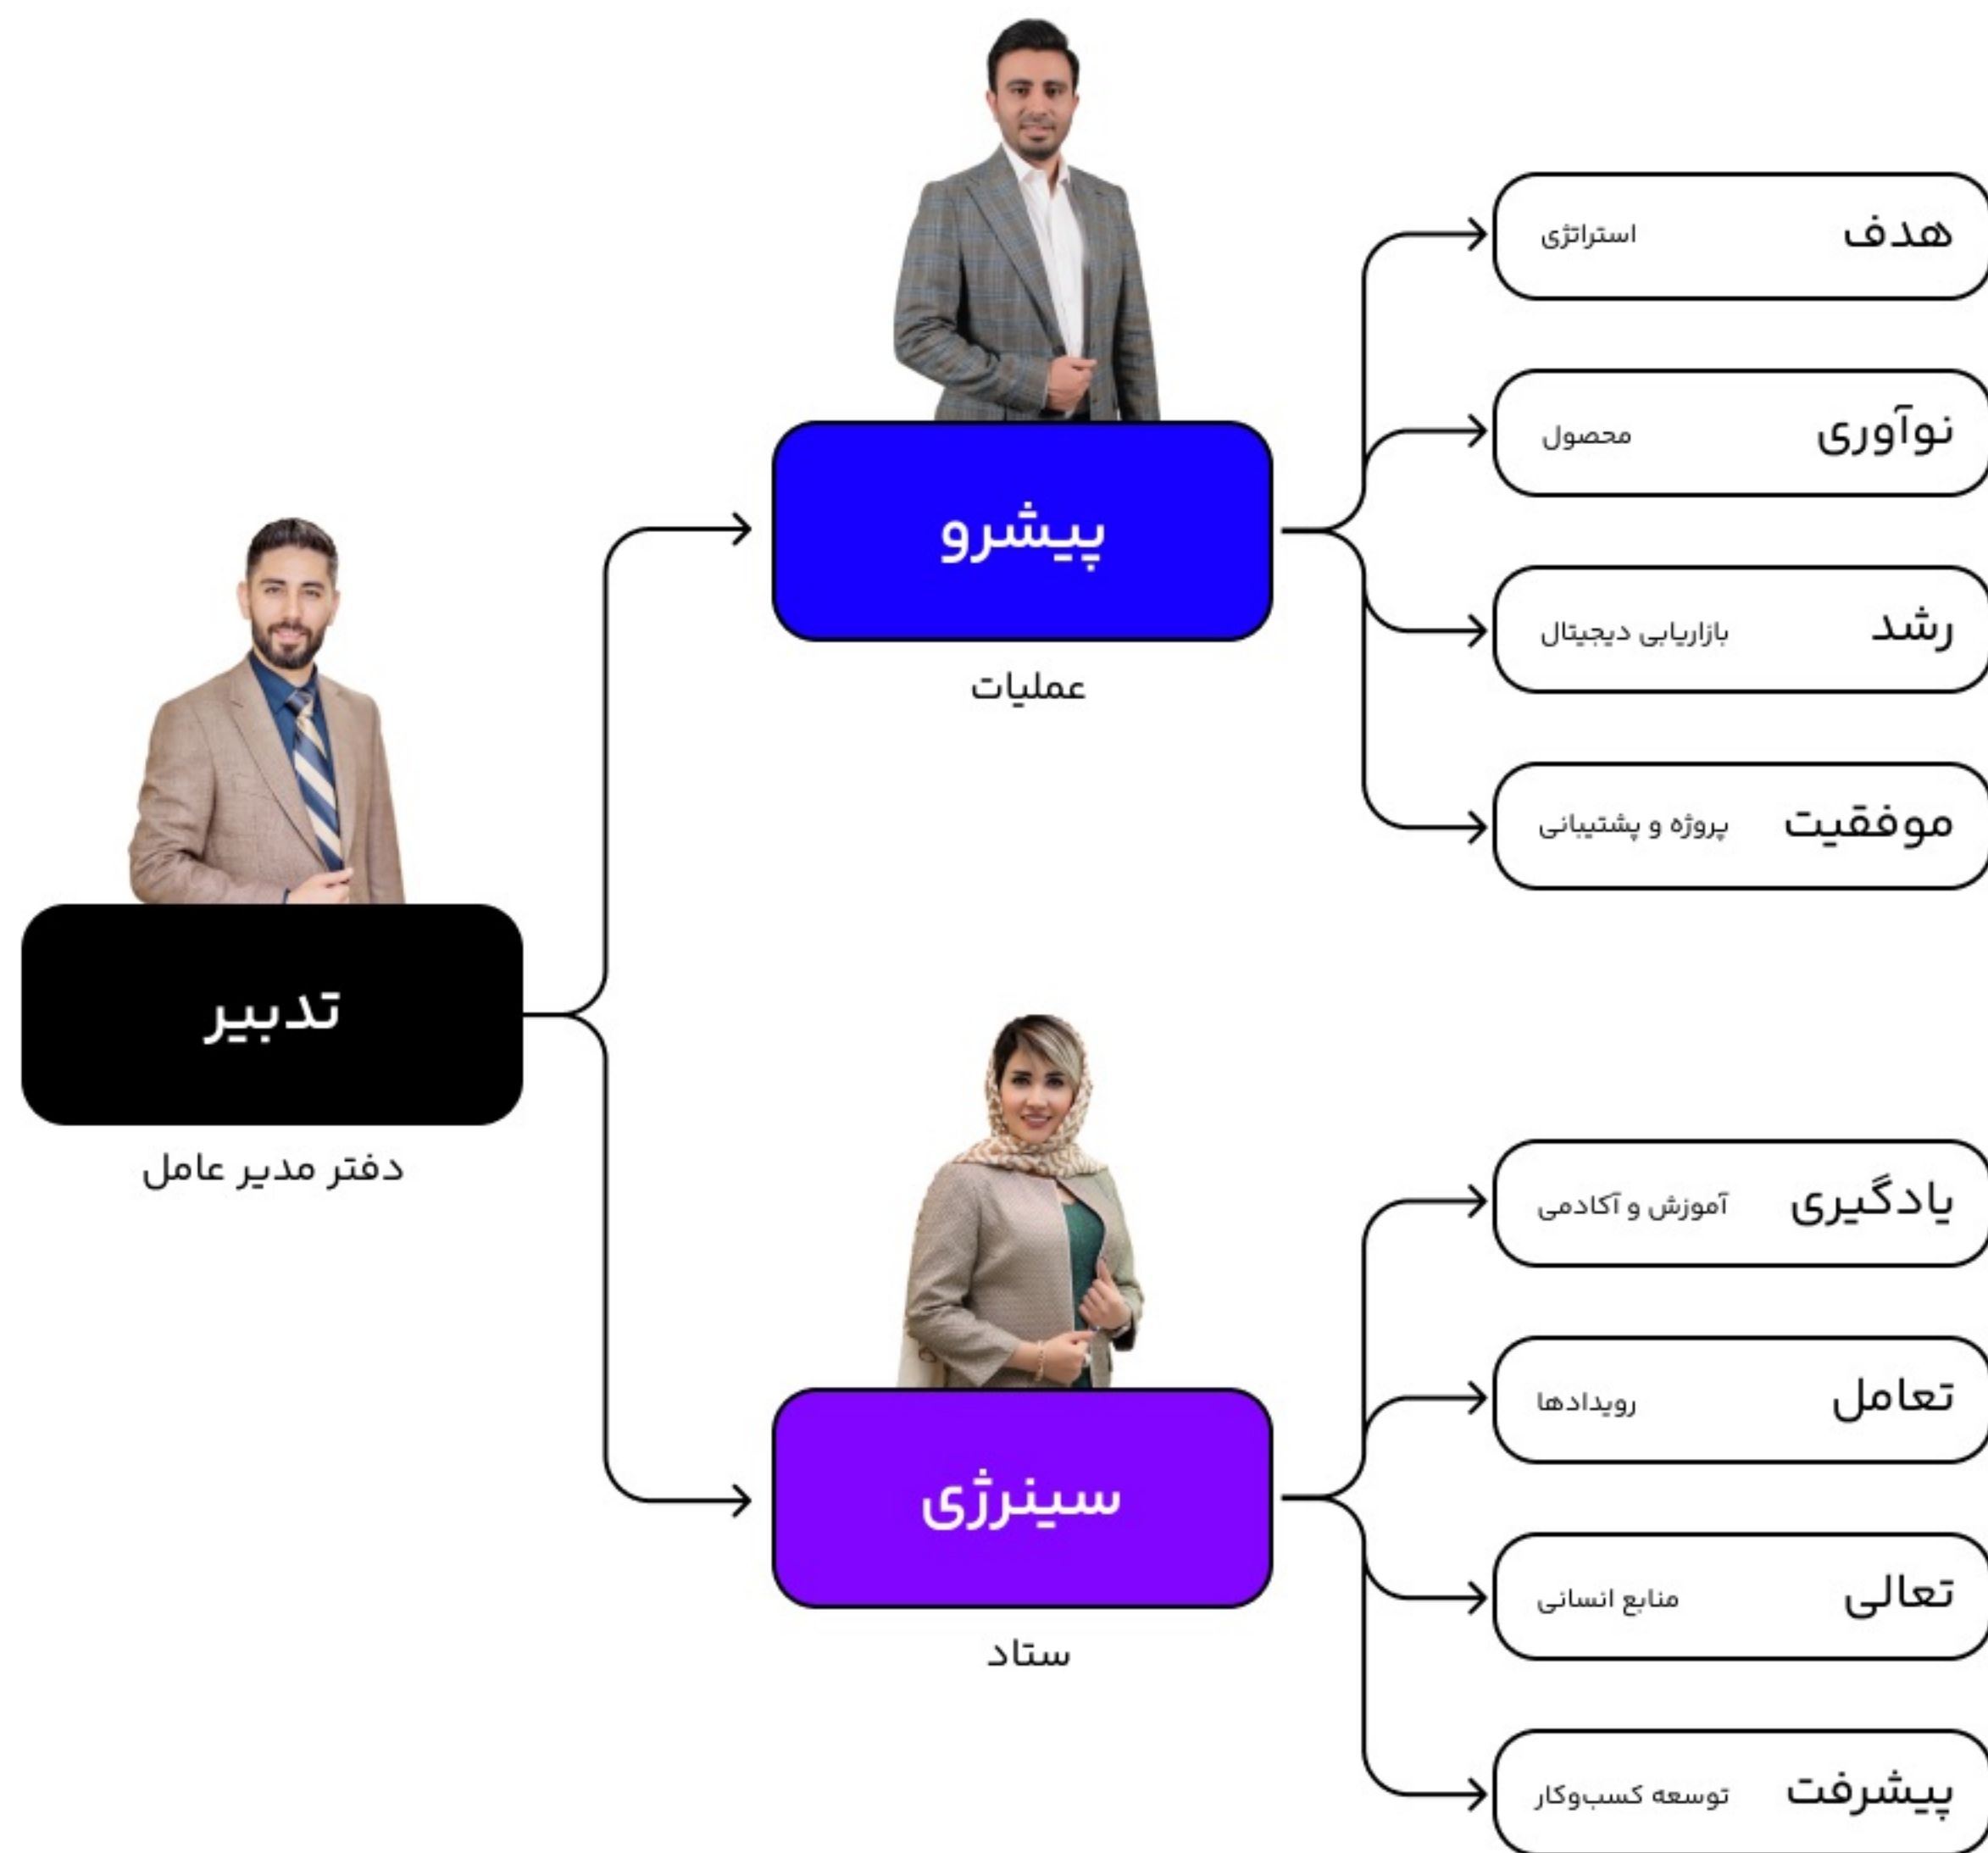 تدبیر
دفتر مدیر عامل
پیشرو
عملیات
هدف استراتژی
نوآوری محصول
رشد بازاریابی دیجیتال
موفقیت پروژه و پشتیبانی
سینرژی
ستاد
یادگیری آموزش و آکادمی
تعامل رویدادها
تعالی منابع انسانی
پیشرفت توسعه کسب‌وکار